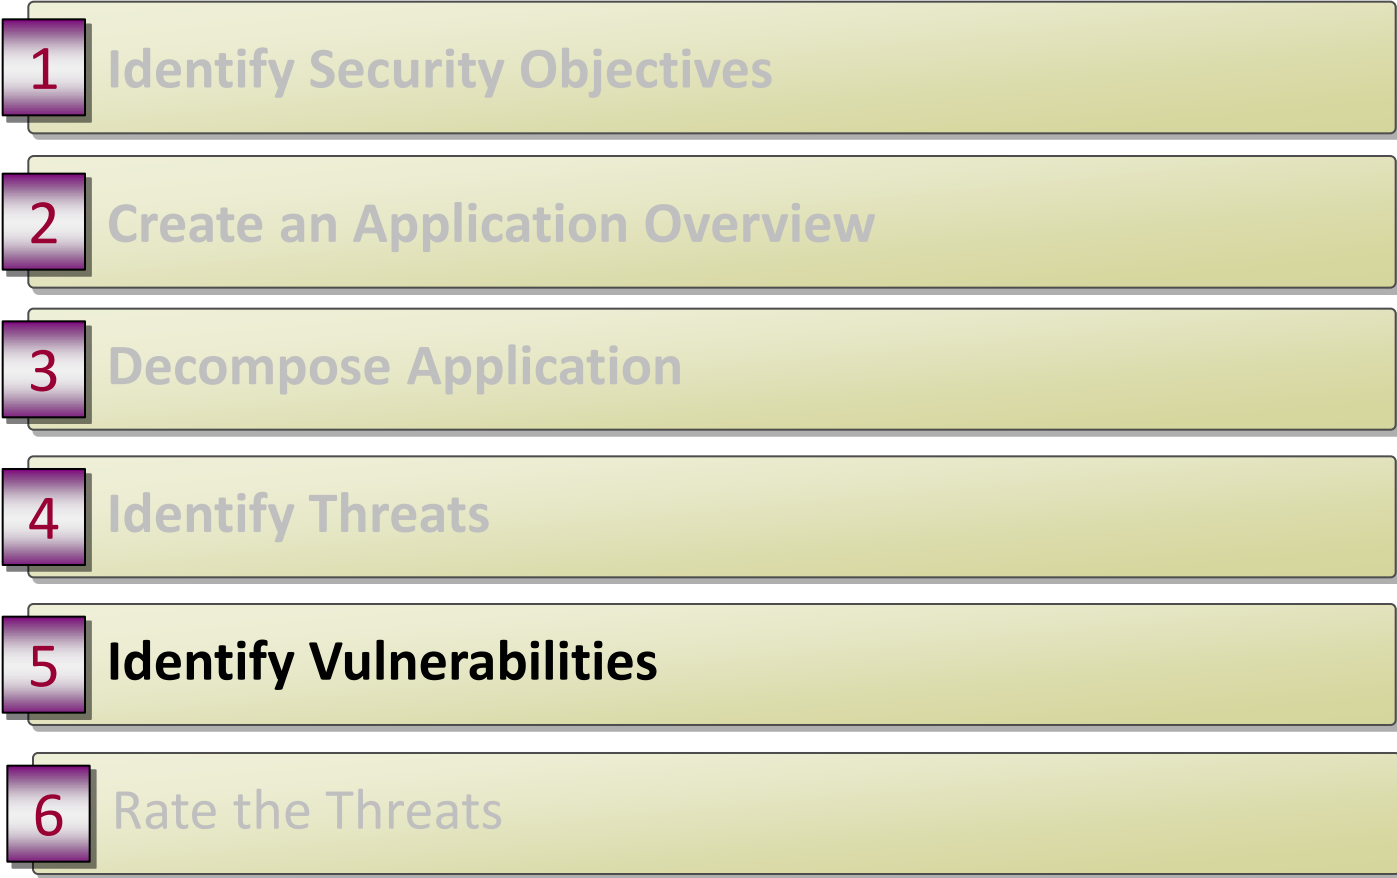 1 Identify Security Objectives
2 Create an Application Overview
3 Decompose Application
4 Identify Threats
5 Identify Vulnerabilities
6 Rate the Threats